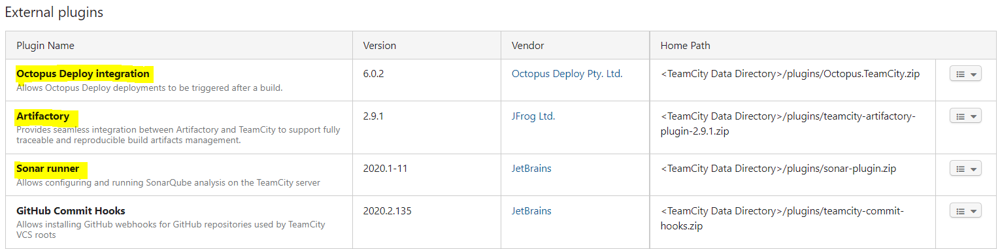 External plugins
Plugin Name Version Vendor Home Path
Octopus Deploy integration 6.0.2 Octopus Deploy Pty. Ltd. <TeamCity Data Directory>/plugins/Octopus.TeamCity.zip
Allows Octopus Deploy deployments to be triggered after a build.
Artifactory 2.9.1 JFrog Ltd. <TeamCity Data Directory>/plugins/teamcity-artifactory-
plugin-2.9.1.zip
Provides seamless integration between Artifactory and TeamCity to support fully
traceable and reproducible build artifacts management.
Sonar runner 2020.1-11 JetBrains <TeamCity Data Directory>/plugins/sonar-plugin.zip
Allows configuring and running SonarQube analysis on the TeamCity server
GitHub Commit Hooks 2020.2.135 JetBrains <TeamCity Data Directory>/plugins/teamcity-commit-
hooks.zip
Allows installing GitHub webhooks for GitHub repositories used by TeamCity
VCS roots